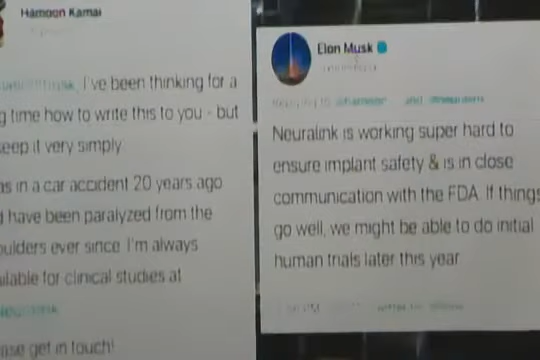 Hamoon Kamai
I've been thinking for a
g time how to write this to you - but
eep it very simply
as in a car accident 20 years ago
d have been paralyzed from the
oulders ever since. I'm always
ilable for clinical studies at
ase get in touch!
Elon Musk
Neuralink is working super hard to
ensure implant safety & is in close
communication with the FDA. If things
go well, we might be able to do initial
human trials later this year